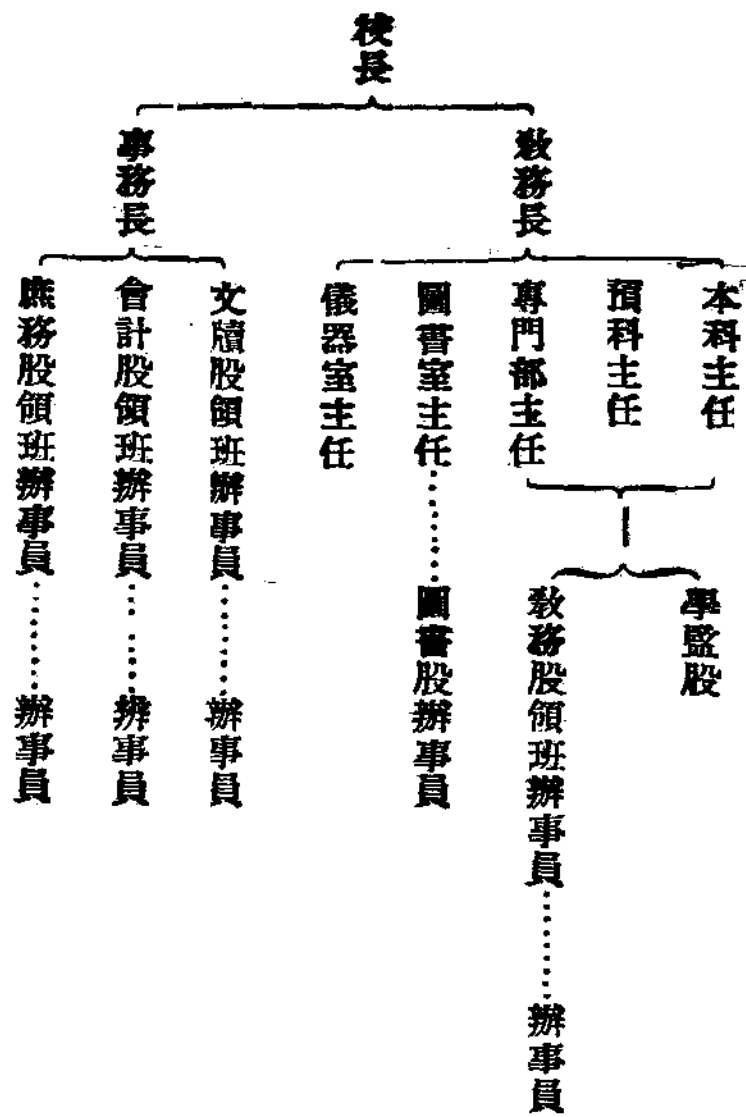 校長
教務長
本科主任
預科主任
專門部主任
學監股
教務股領班辦事員………辦事員
圖書室主任………圖書股辦事員
儀器室主任
事務長
文牘股領班辦事員………辦事員
會計股領班辦事員………辦事員
庶務股領班辦事員………辦事員